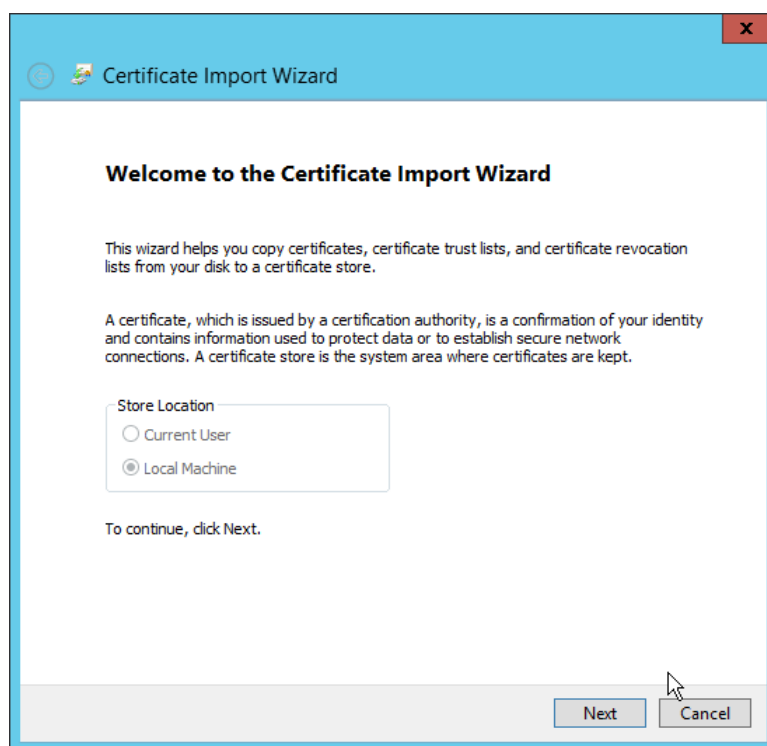 x
Certificate Import Wizard
Welcome to the Certificate Import Wizard
This wizard helps you copy certificates, certificate trust lists, and certificate revocation
lists from your disk to a certificate store.
A certificate, which is issued by a certification authority, is a confirmation of your identity
and contains information used to protect data or to establish secure network
connections. A certificate store is the system area where certificates are kept.
Store Location
Current User
Local Machine
To continue, click Next.
Next Cancel